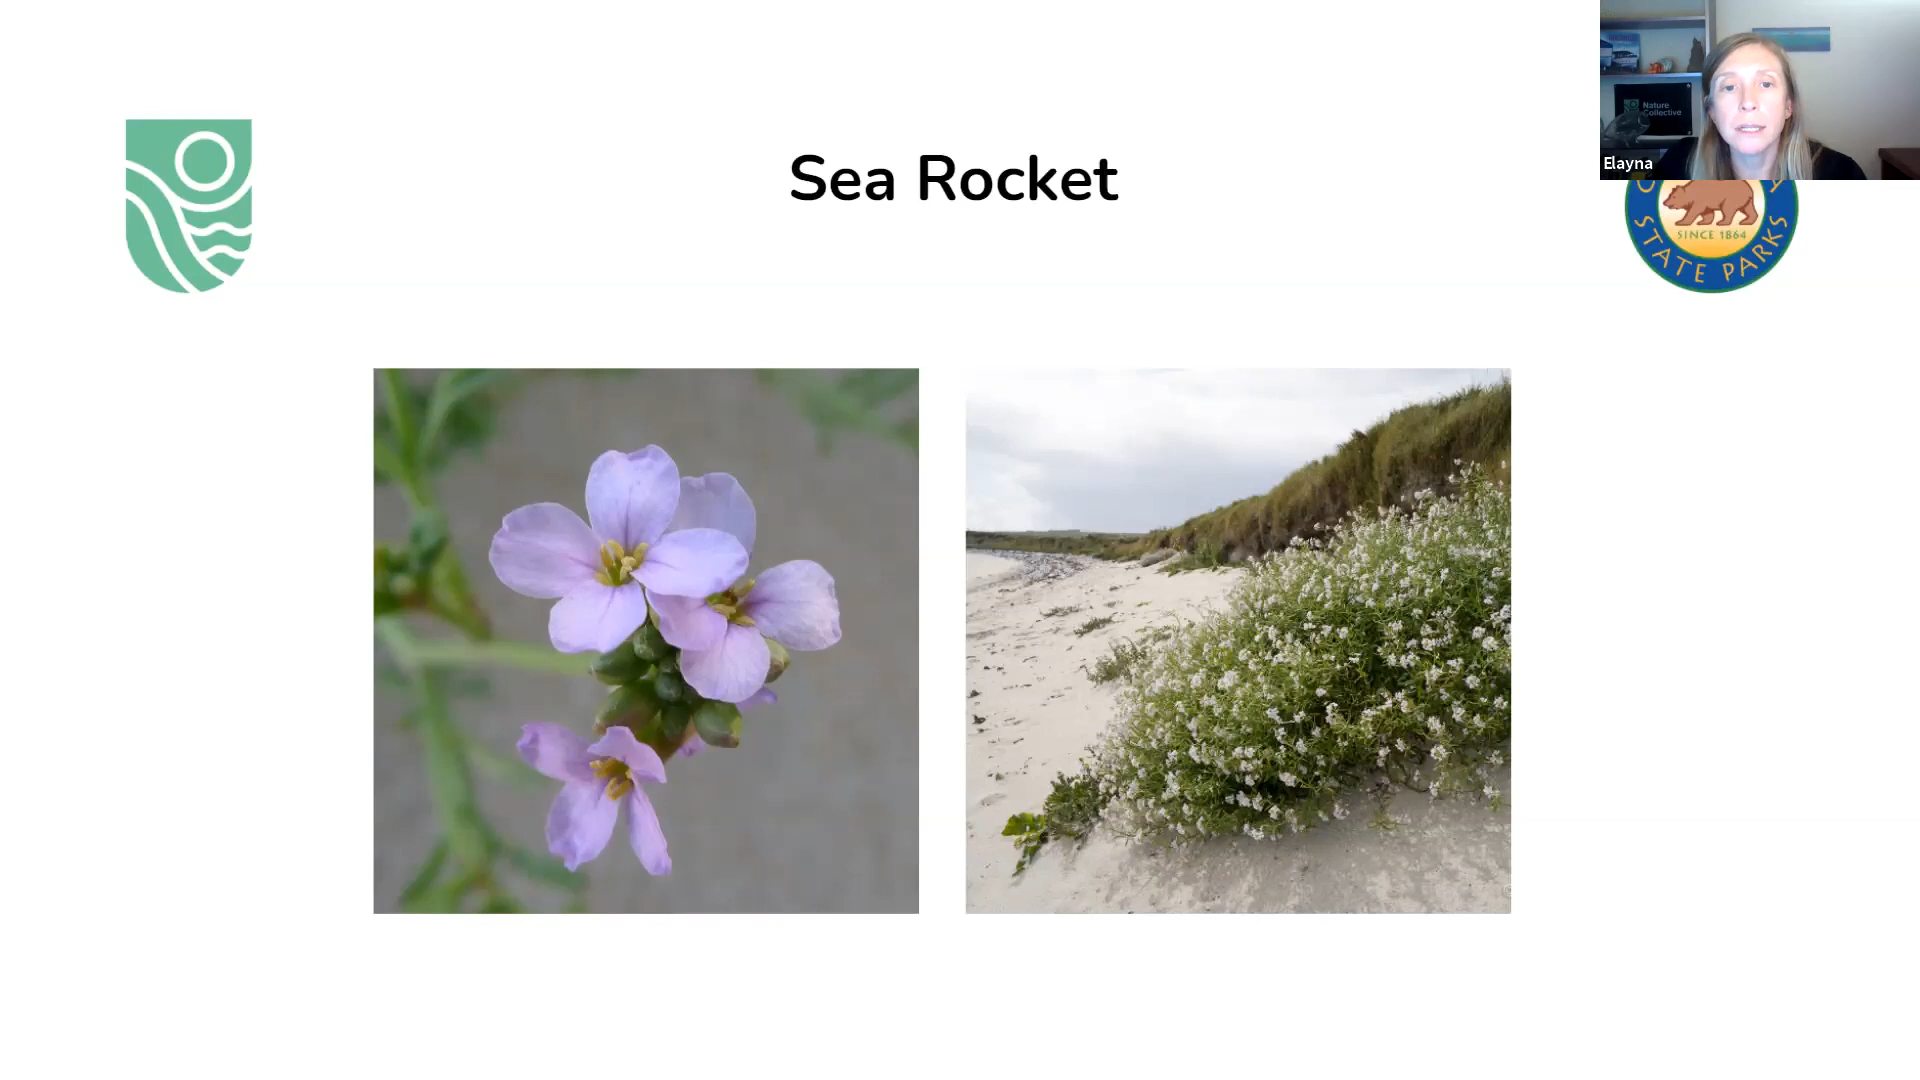 Sea Rocket
Nature
Collective
Elayna
SINCE 1864
STATE PARKS